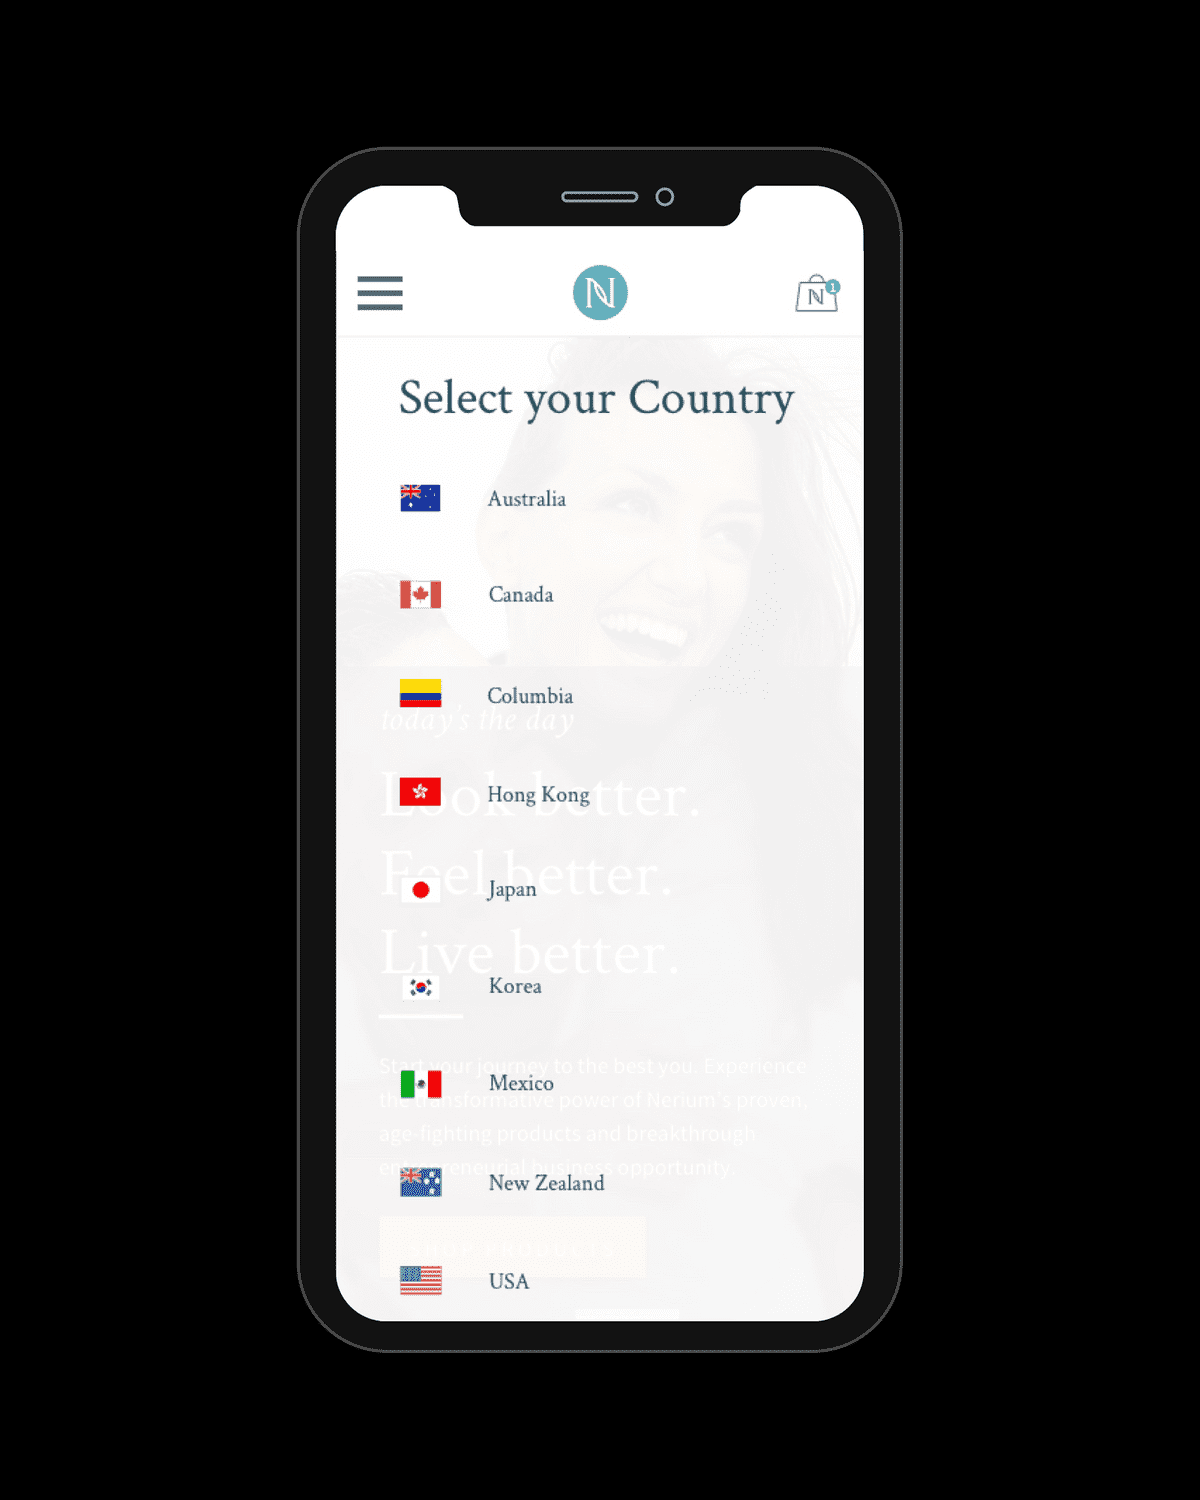 N
N 1
Select your Country
Australia
Canada
Columbia
today's the day
Hong Kong
Look better.
Japan
Feel better.
Live better.
Korea
Start your journey to the best you. Experience
Mexico
the transformative power of Nerium's proven,
age-fighting products and breakthrough
entrepreneurial business opportunity.
New Zealand
SHOP PRODUCTS
USA